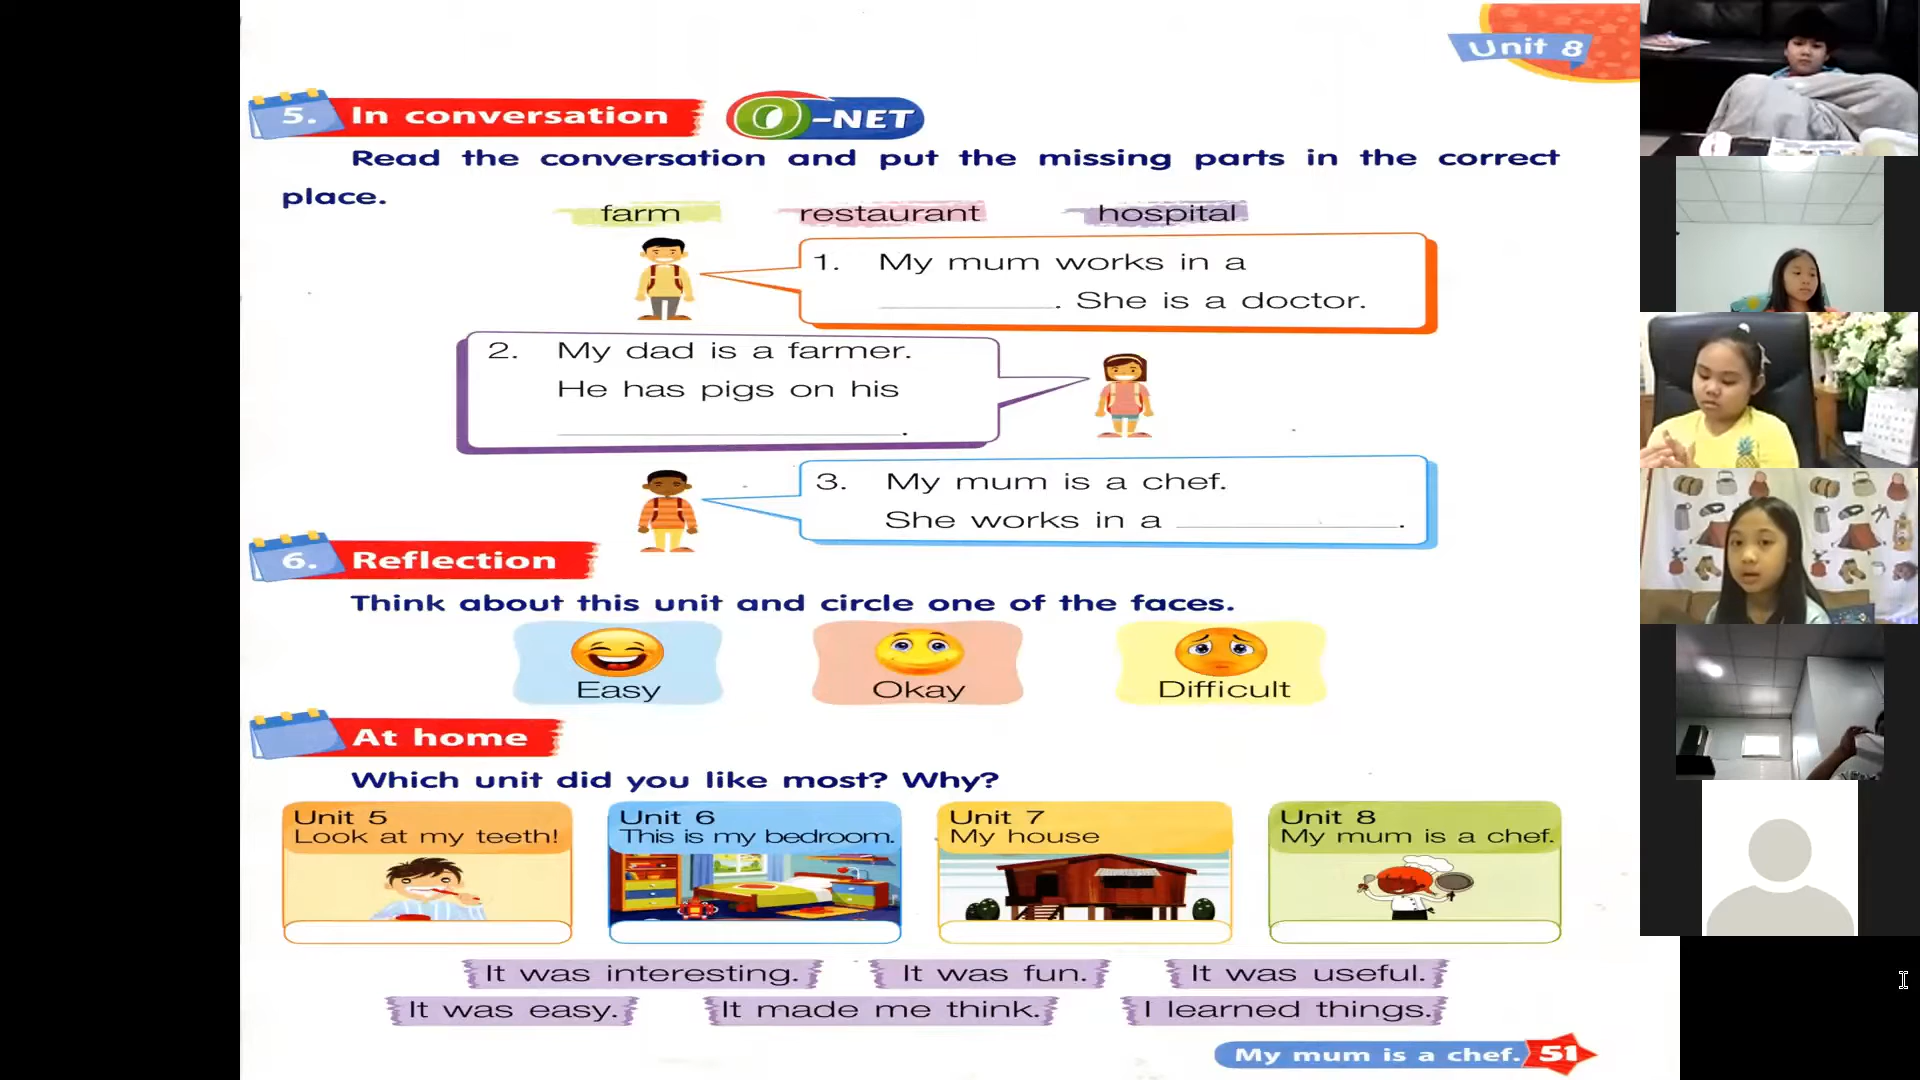 Unit 8
5. In conversation O-NET
Read the conversation and put the missing parts in the correct
place.
farm restaurant hospital
1. My mum works in a
. She is a doctor.
2. My dad is a farmer.
He has pigs on his
.
3. My mum is a chef.
She works in a .
6. Reflection
Think about this unit and circle one of the faces.
Easy Okay Difficult
At home
Which unit did you like most? Why?
Unit 5
Look at my teeth!
Unit 6
This is my bedroom.
Unit 7
My house
Unit 8
My mum is a chef.
It was interesting. It was fun. It was useful.
It was easy. It made me think. I learned things.
My mum is a chef. 51